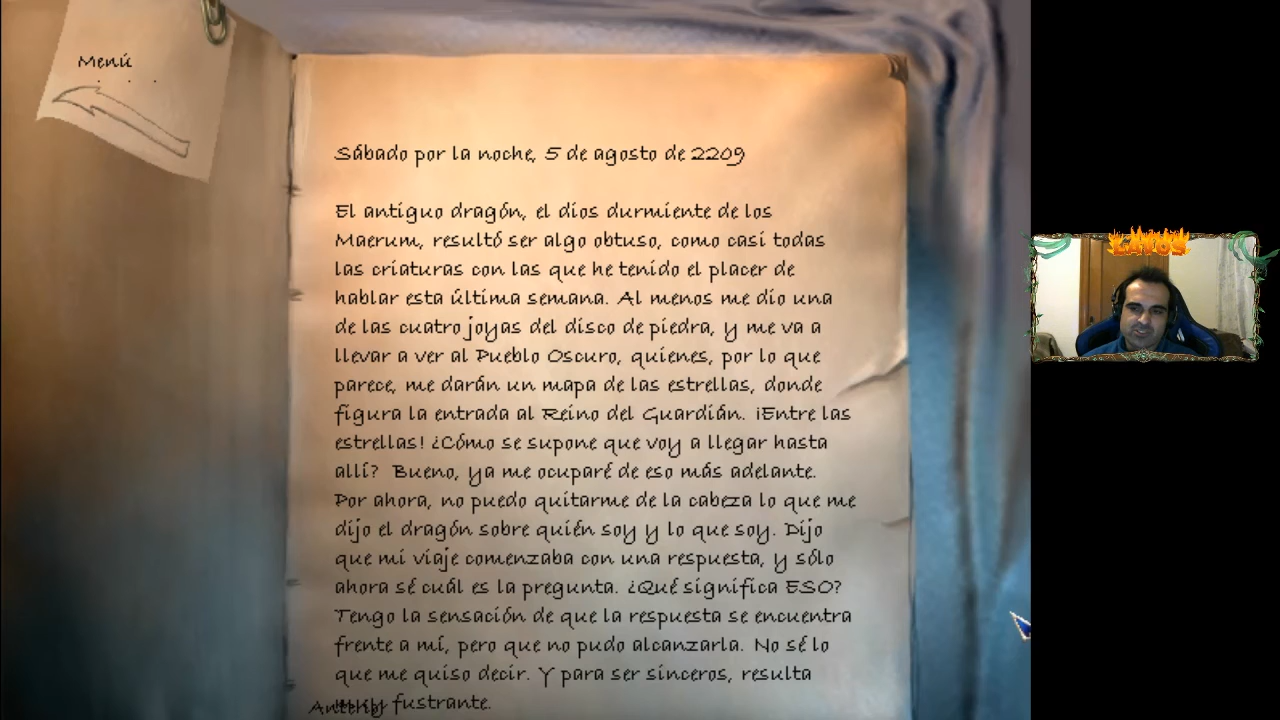 Menú
Sábado por la noche, 5 de agosto de 2209
El antiguo dragón, el dios durmiente de los
Maerum, resultó ser algo obtuso, como casi todas
las criaturas con las que he tenido el placer de
hablar esta última semana. Al menos me dio una
de las cuatro joyas del disco de piedra, y me va a
llevar a ver al Pueblo Oscuro, quienes, por lo que
parece, me darán un mapa de las estrellas, donde
figura la entrada al Reino del Guardián. ¡Entre las
estrellas! ¿Cómo se supone que voy a llegar hasta
allí? Bueno, ya me ocuparé de eso más adelante.
Por ahora, no puedo quitarme de la cabeza lo que me
dijo el dragón sobre quién soy y lo que soy. Dijo
que mi viaje comenzaba con una respuesta, y sólo
ahora sé cuál es la pregunta. ¿Qué significa ESO?
Tengo la sensación de que la respuesta se encuentra
frente a mí, pero que no pudo alcanzarla. No sé lo
que me quiso decir. Y para ser sinceros, resulta
muy fustrante.
Anterior